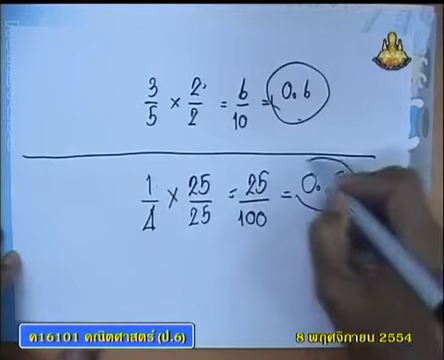 3/5 × 2/2 = 6/10 = 0.6
1/4 × 25/25 = 25/100 = 0.
ค16101 คณิตศาสตร์ (ป.6)
8 พฤศจิกายน 2554